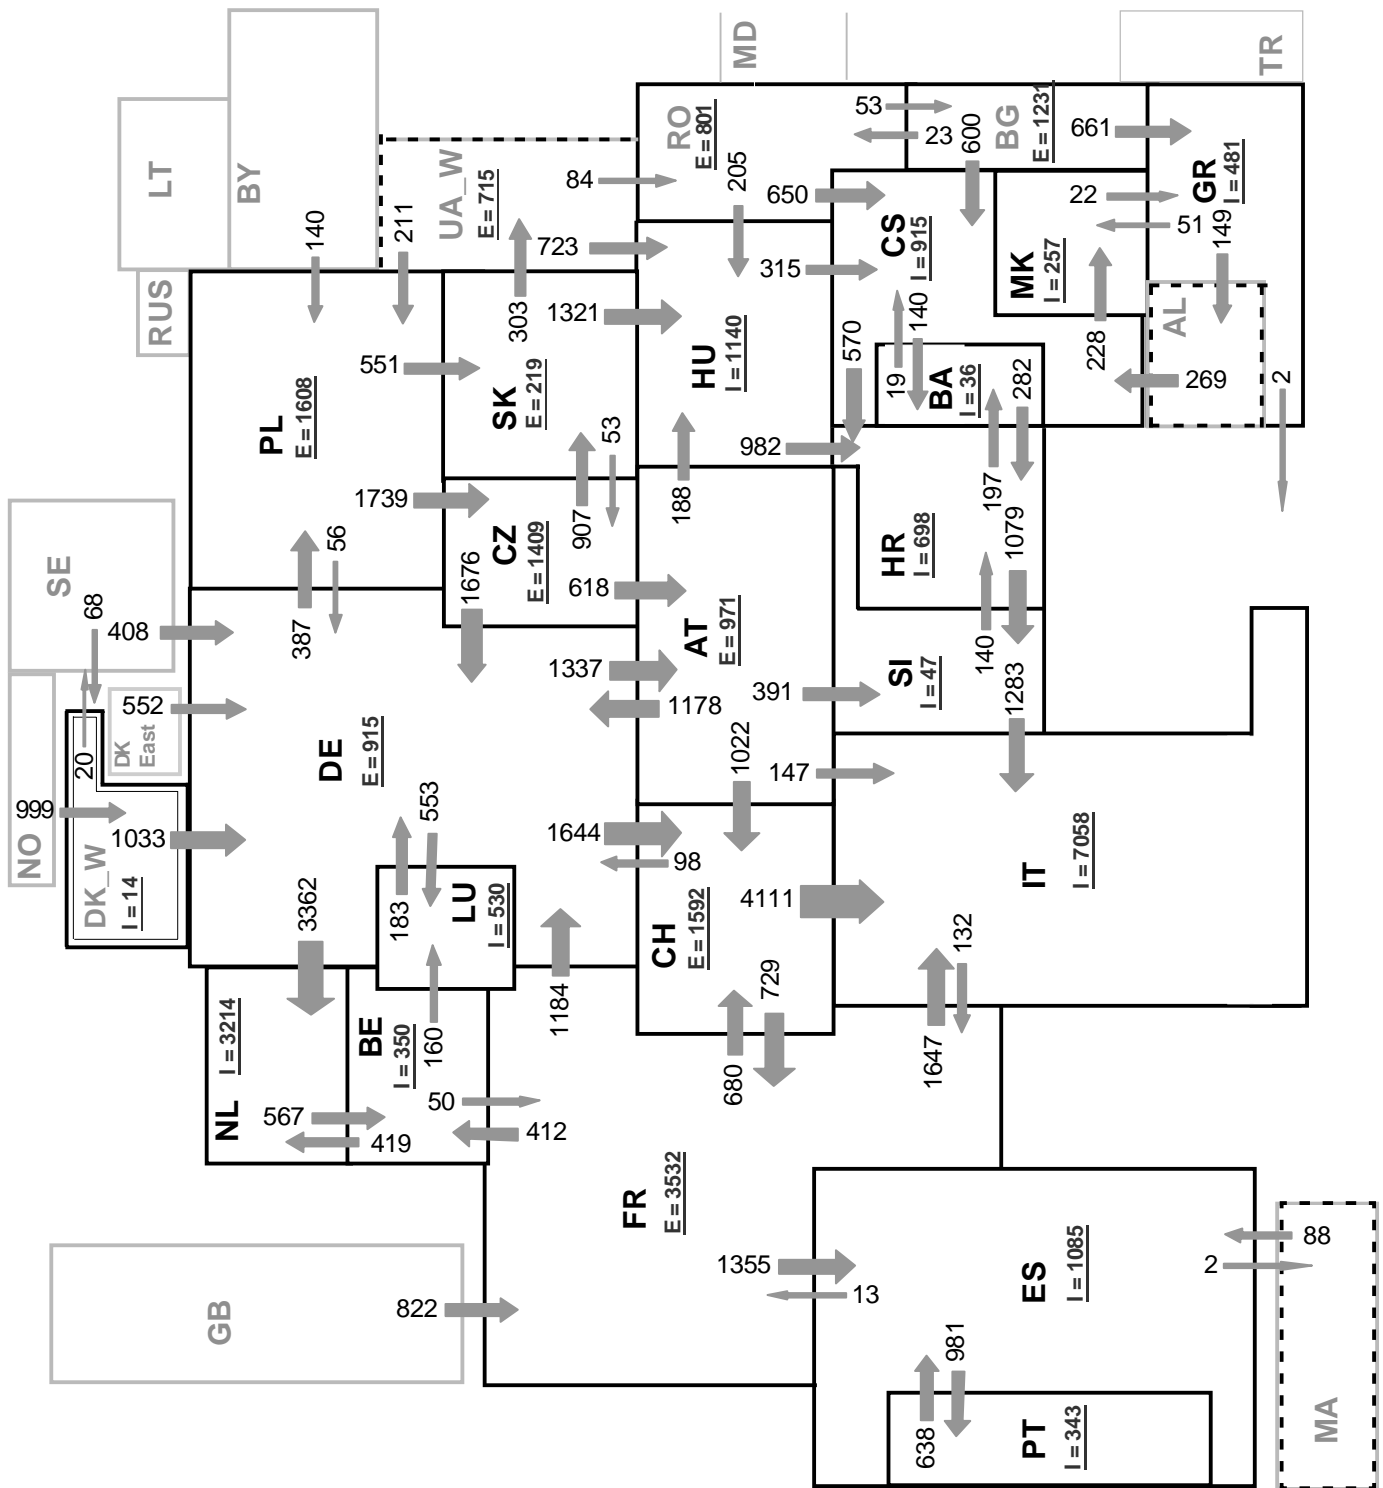 MD
TR
RO
E = 801
53
23
600
BG
E = 1231
661
GR
I = 481
LT
BY
UA_W
E = 715
84
205
650
22
51
149
CS
I = 915
MK
I = 257
140
211
723
315
RUS
303
1321
HU
I = 1140
570
140
19
228
AL
269
2
551
SK
E = 219
BA
I = 36
282
PL
E = 1608
53
982
197
1739
907
188
CZ
E = 1409
HR
I = 698
1079
SE
68
408
387
56
1676
618
AT
E = 971
140
SI
I = 47
1283
1337
1178
391
552
DK
East
20
DE
E = 915
1022
147
999
NO
1033
DK_W
I = 14
553
183
1644
98
IT
I = 7058
3362
LU
I = 530
CH
E = 1592
4111
1184
729
680
132
1647
I = 3214
NL
BE
I = 350
160
50
567
419
412
FR
E = 3532
1355
13
ES
I = 1085
88
2
GB
822
981
638
PT
I = 343
MA